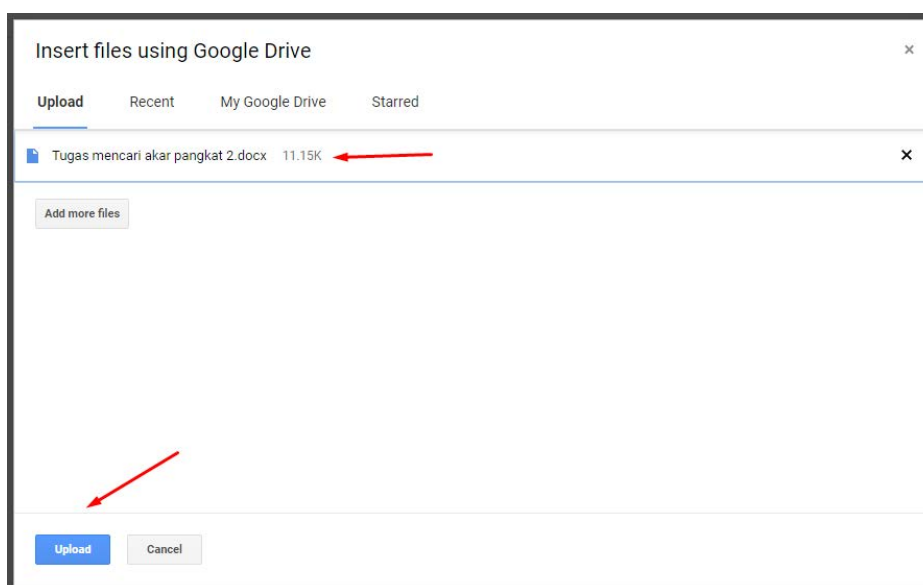 Insert files using Google Drive
Upload Recent My Google Drive Starred
Tugas mencari akar pangkat 2.docx 11.15K
Add more files
Upload Cancel